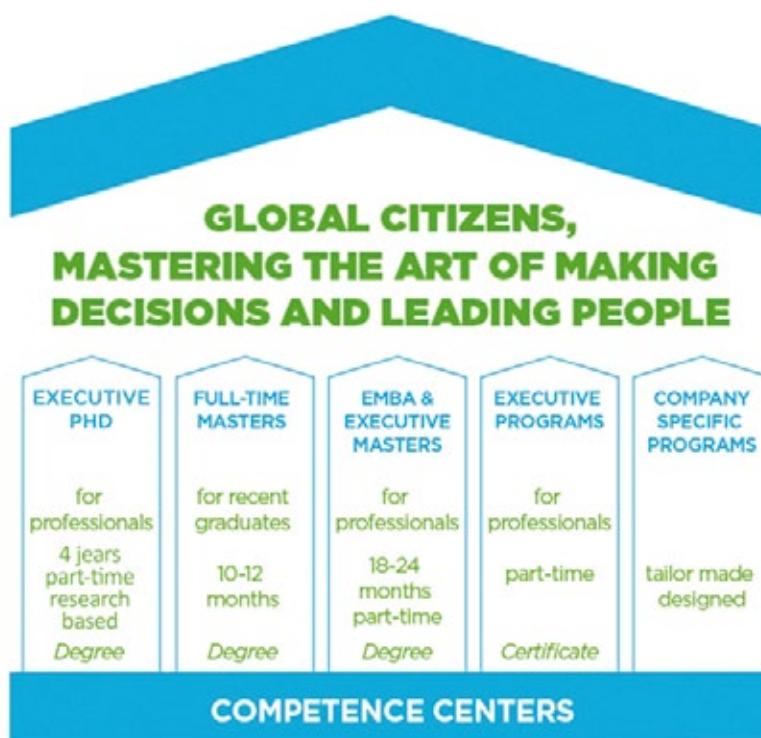 GLOBAL CITIZENS,
MASTERING THE ART OF MAKING
DECISIONS AND LEADING PEOPLE
EXECUTIVE
PHD
for
professionals
4 jears
part-time
research
based
Degree
FULL-TIME
MASTERS
for recent
graduates
10-12
months
Degree
EMBA &
EXECUTIVE
MASTERS
for
professionals
18-24
months
part-time
Degree
EXECUTIVE
PROGRAMS
for
professionals
part-time
Certificate
COMPANY
SPECIFIC
PROGRAMS
tailor made
designed
COMPETENCE CENTERS